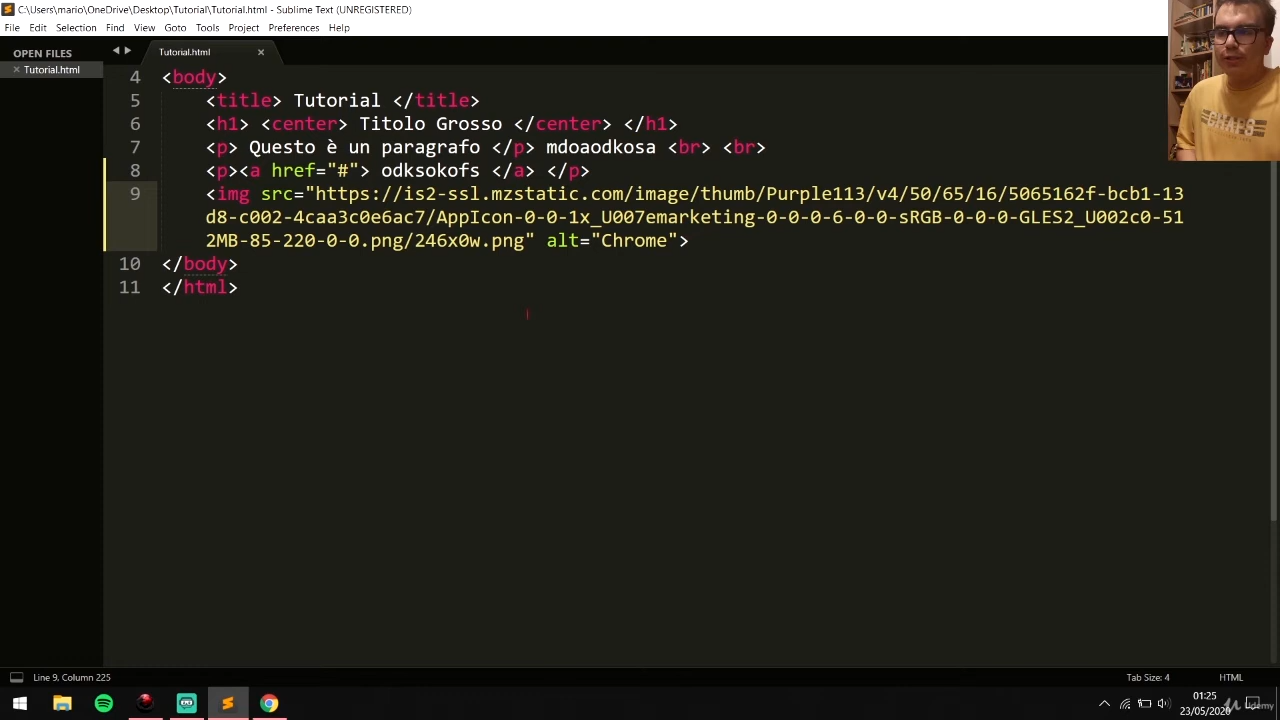 C:\Users\mario\OneDrive\Desktop\Tutorial\Tutorial.html - Sublime Text (UNREGISTERED)
File Edit Selection Find View Goto Tools Project Preferences Help
OPEN FILES
Tutorial.html
Tutorial.html
4 <body>
5 <title> Tutorial </title>
6 <h1> <center> Titolo Grosso </center> </h1>
7 <p> Questo è un paragrafo </p> mdoaodkosa <br> <br>
8 <p><a href="#"> odksokofs </a> </p>
9 <img src="https://is2-ssl.mzstatic.com/image/thumb/Purple113/v4/50/65/16/5065162f-bcb1-13
d8-c002-4caa3c0e6ac7/AppIcon-0-0-1x_U007emarketing-0-0-0-6-0-0-sRGB-0-0-0-GLES2_U002c0-51
2MB-85-220-0-0.png/246x0w.png" alt="Chrome">
10 </body>
11 </html>
CHAPS
Line 9, Column 225
Tab Size: 4
HTML
01:25
23/05/2020
Udemy